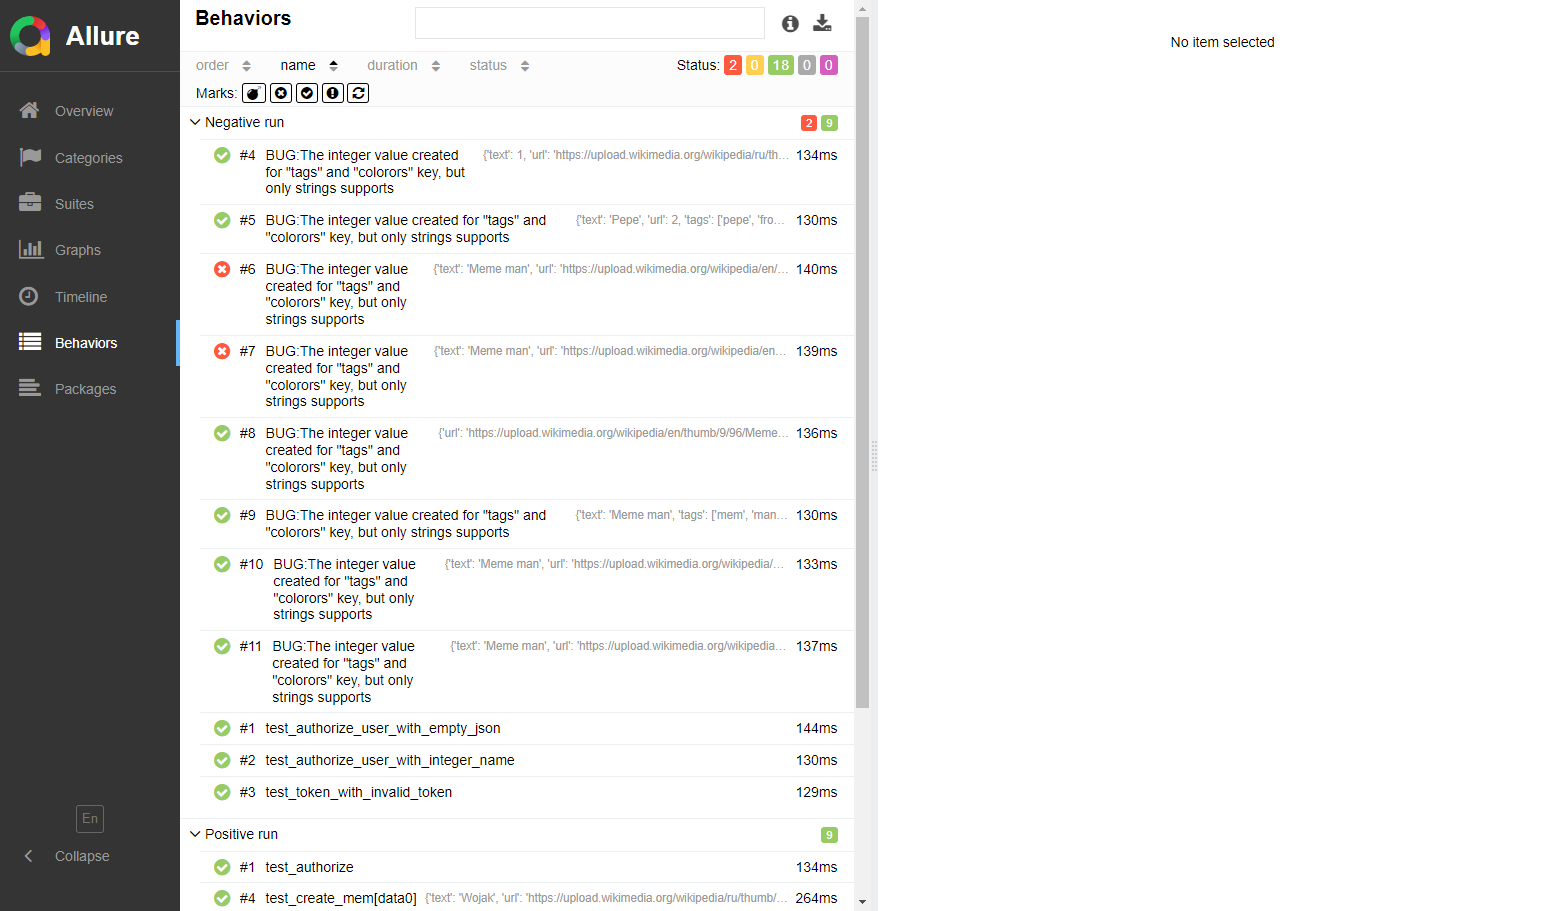 Allure
Overview
Categories
Suites
Graphs
Timeline
Behaviors
Packages
En
Collapse
Behaviors
order name duration status Status: 2 0 18 0 0
Marks:
Negative run 2 9
#4 BUG:The integer value created {'text': 1, 'url': 'https://upload.wikimedia.org/wikipedia/ru/th... 134ms
for "tags" and "colorors" key, but
only strings supports
#5 BUG:The integer value created for "tags" and {'text': 'Pepe', 'url': 2, 'tags': ['pepe', 'fro... 130ms
"colorors" key, but only strings supports
#6 BUG:The integer value {'text': 'Meme man', 'url': 'https://upload.wikimedia.org/wikipedia/en/... 140ms
created for "tags" and
"colorors" key, but only
strings supports
#7 BUG:The integer value {'text': 'Meme man', 'url': 'https://upload.wikimedia.org/wikipedia/en... 139ms
created for "tags" and
"colorors" key, but only
strings supports
#8 BUG:The integer value {'url': 'https://upload.wikimedia.org/wikipedia/en/thumb/9/96/Meme... 136ms
created for "tags" and
"colorors" key, but only
strings supports
#9 BUG:The integer value created for "tags" and {'text': 'Meme man', 'tags': ['mem', 'man... 130ms
"colorors" key, but only strings supports
#10 BUG:The integer value {'text': 'Meme man', 'url': 'https://upload.wikimedia.org/wikipedia/... 133ms
created for "tags" and
"colorors" key, but only
strings supports
#11 BUG:The integer value {'text': 'Meme man', 'url': 'https://upload.wikimedia.org/wikipedia... 137ms
created for "tags" and
"colorors" key, but only
strings supports
#1 test_authorize_user_with_empty_json 144ms
#2 test_authorize_user_with_integer_name 130ms
#3 test_token_with_invalid_token 129ms
Positive run 9
#1 test_authorize 134ms
#4 test_create_mem[data0] {'text': 'Wojak', 'url': 'https://upload.wikimedia.org/wikipedia/ru/thumb/... 264ms
No item selected